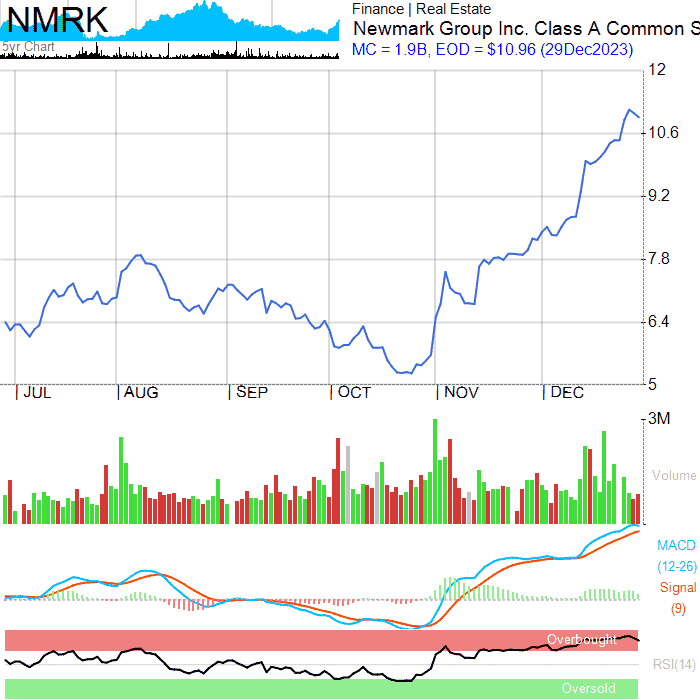 NMRK
5yr Chart
Finance | Real Estate
Newmark Group Inc. Class A Common S
MC = 1.9B, EOD = $10.96 (29Dec2023)
12
10.6
9.2
7.8
6.4
5
| JUL | AUG | SEP | OCT | NOV | DEC
3M
Volume
MACD
(12-26)
Signal
(9)
Overbought
RSI(14)
Oversold